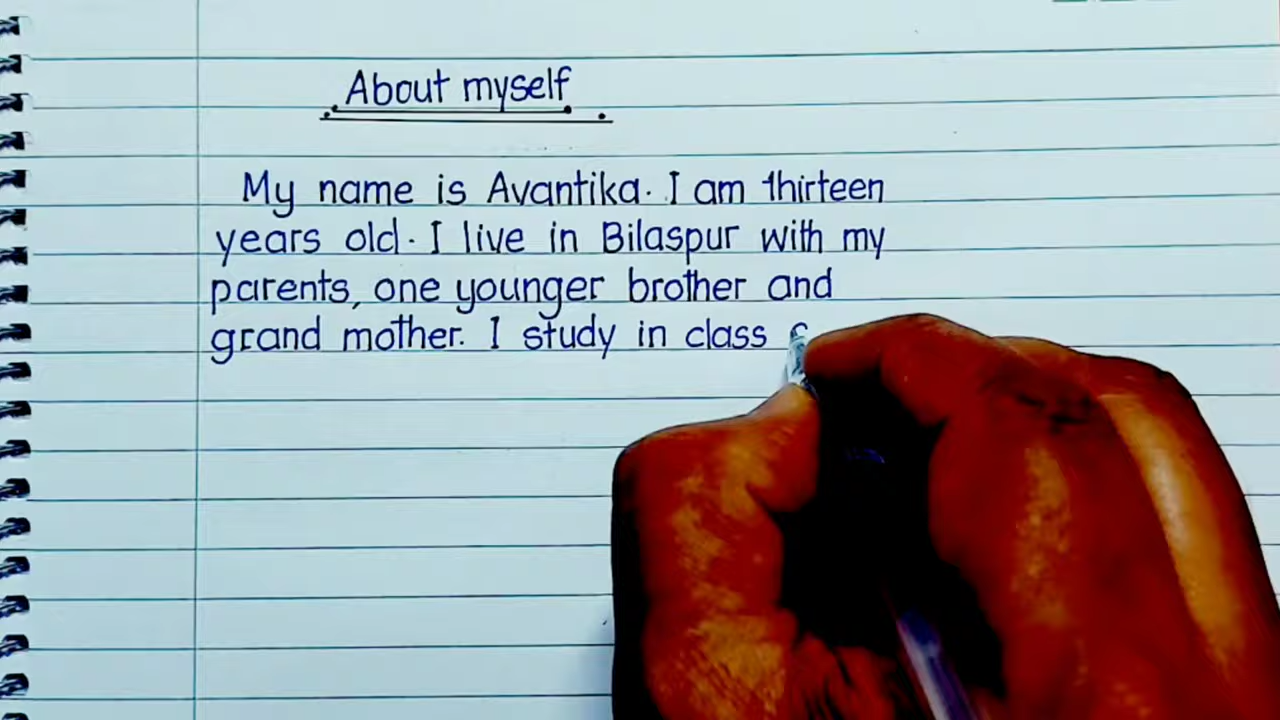 About myself
My name is Avantika. I am thirteen
years old. I live in Bilaspur with my
parents, one younger brother and
grand mother. I study in class